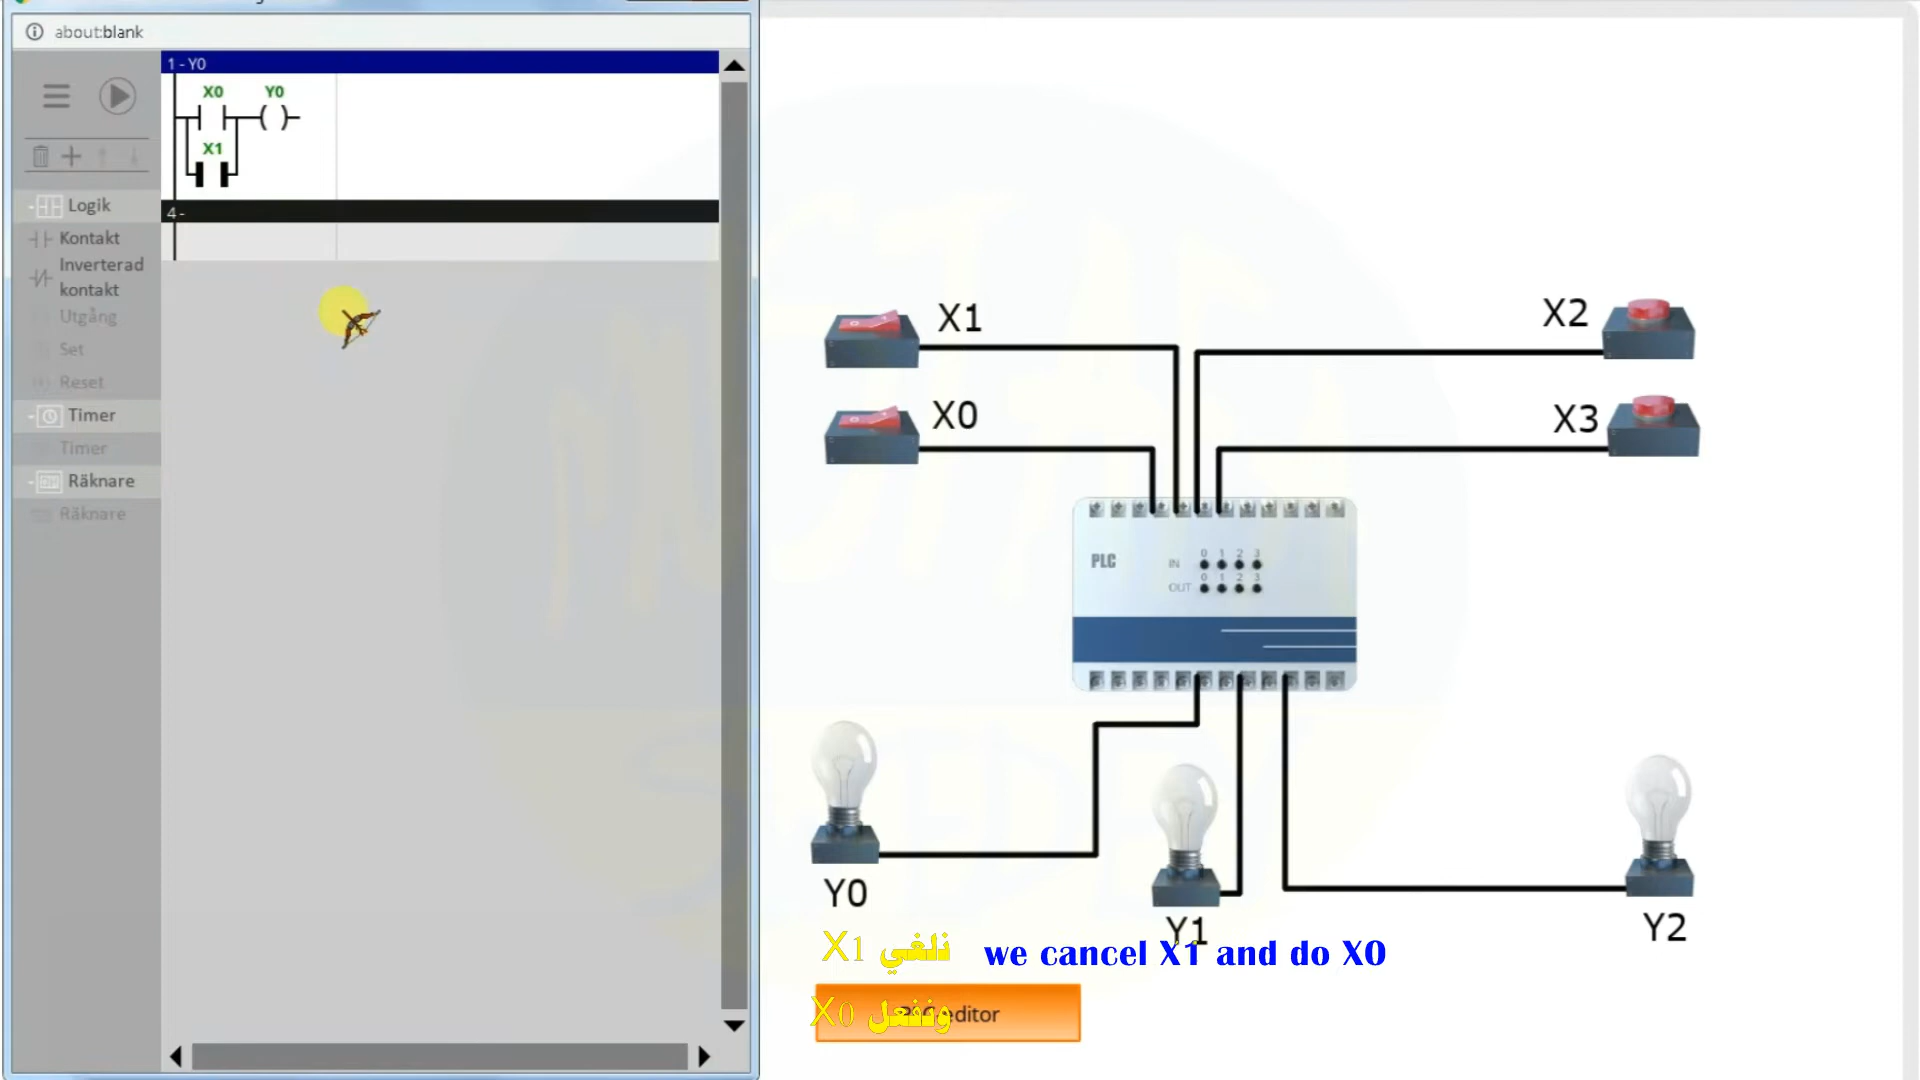 about:blank
1 - Y0
X0 Y0
X1
4 -
Logik
Kontakt
Inverterad
kontakt
Utgång
Set
Reset
Timer
Timer
Räknare
Räknare
X1
X0
X2
X3
PLC
0 1 2 3
IN
0 1 2 3
OUT
Y0
Y1
Y2
نلغي X1
we cancel X1 and do X0
ونفعل X0
editor